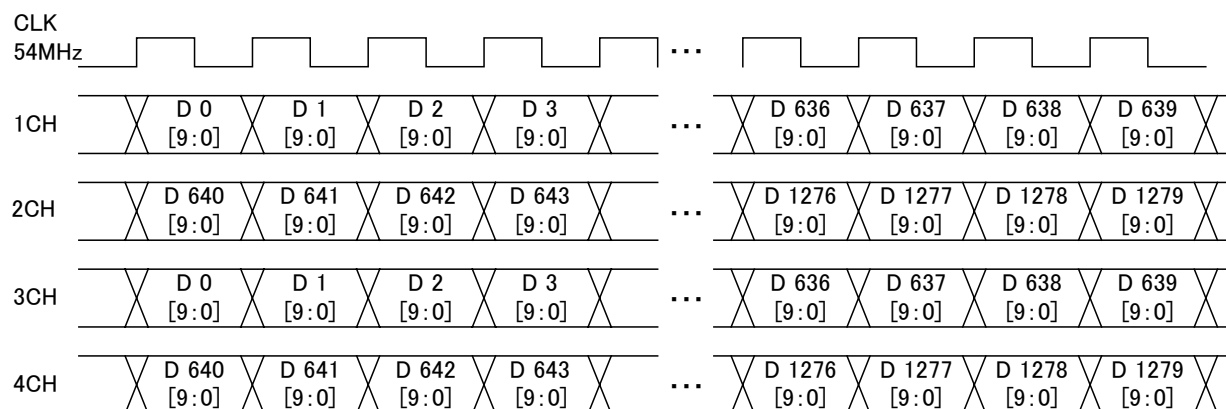 CLK
54MHz
...
1CH
D 0 D 1 D 2 D 3 ... D 636 D 637 D 638 D 639
[9:0] [9:0] [9:0] [9:0] [9:0] [9:0] [9:0] [9:0]
2CH
D 640 D 641 D 642 D 643 ... D 1276 D 1277 D 1278 D 1279
[9:0] [9:0] [9:0] [9:0] [9:0] [9:0] [9:0] [9:0]
3CH
D 0 D 1 D 2 D 3 ... D 636 D 637 D 638 D 639
[9:0] [9:0] [9:0] [9:0] [9:0] [9:0] [9:0] [9:0]
4CH
D 640 D 641 D 642 D 643 ... D 1276 D 1277 D 1278 D 1279
[9:0] [9:0] [9:0] [9:0] [9:0] [9:0] [9:0] [9:0]